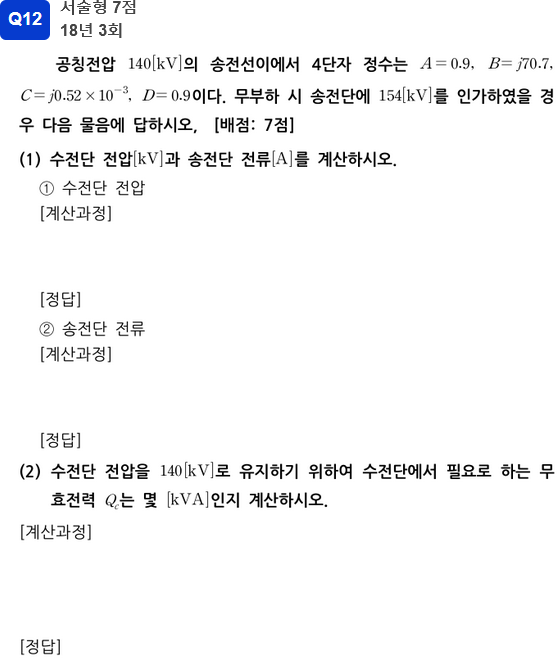 Q12
서술형 7점
18년 3회
공칭전압 140[kV]의 송전선이에서 4단자 정수는 A=0.9, B=j70.7,
C=j0.52×10⁻³, D=0.9이다. 무부하 시 송전단에 154[kV]를 인가하였을 경
우 다음 물음에 답하시오, [배점: 7점]
(1) 수전단 전압[kV]과 송전단 전류[A]를 계산하시오.
① 수전단 전압
[계산과정]
[정답]
② 송전단 전류
[계산과정]
[정답]
(2) 수전단 전압을 140[kV]로 유지하기 위하여 수전단에서 필요로 하는 무
효전력 Q꜀는 몇 [kVA]인지 계산하시오.
[계산과정]
[정답]